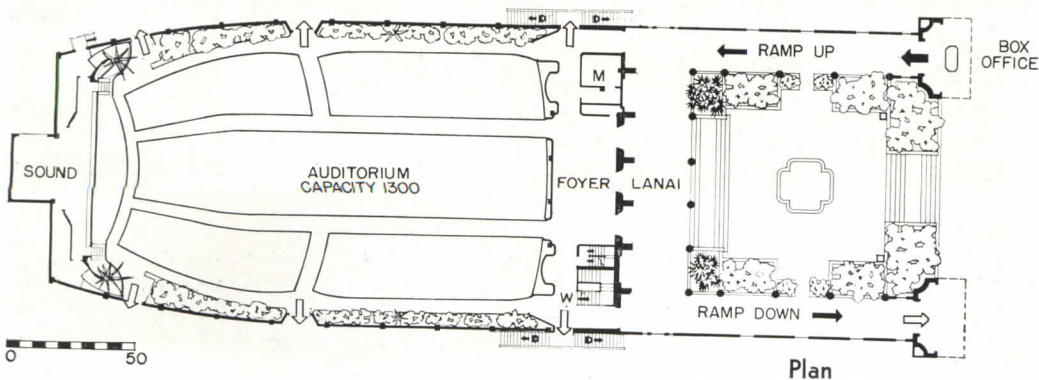 RAMP UP
BOX
OFFICE
M
SOUND
AUDITORIUM
CAPACITY 1300
FOYER
LANAI
W
RAMP DOWN
0
50
Plan